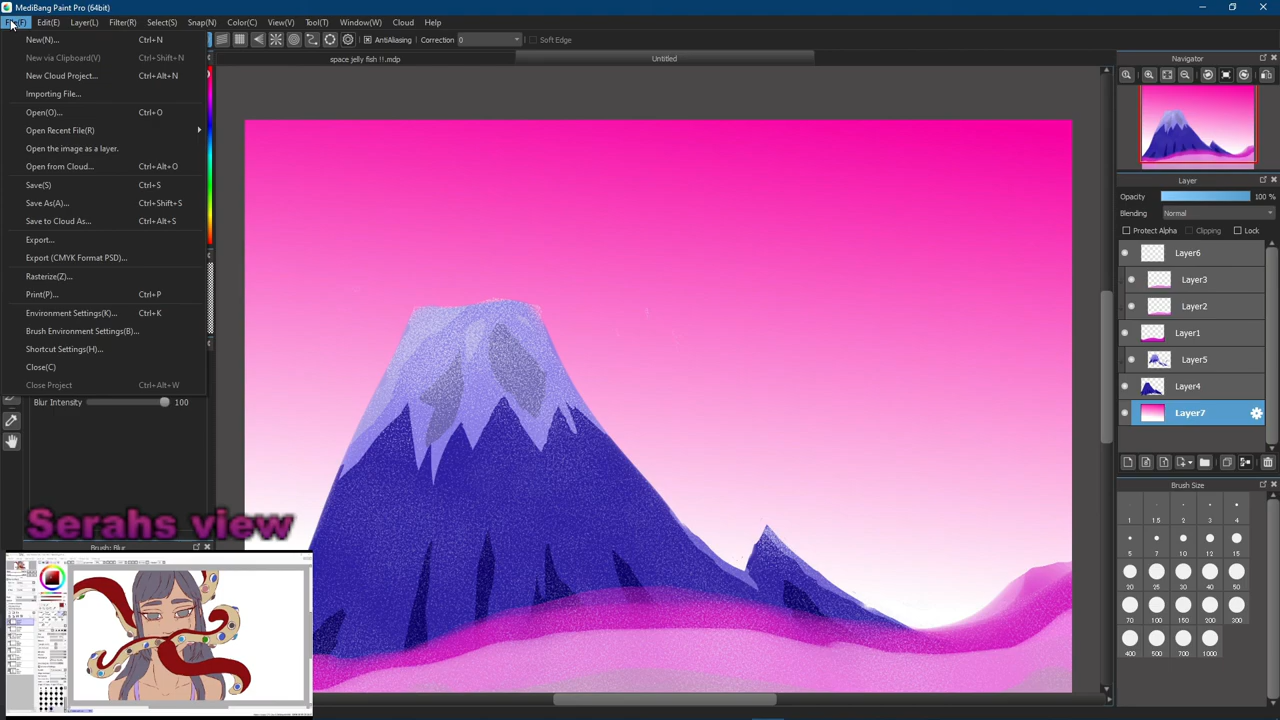 MediBang Paint Pro (64bit)
File(F) Edit(E) Layer(L) Filter(R) Select(S) Snap(N) Color(C) View(V) Tool(T) Window(W) Cloud Help
AntiAliasing Correction 0 Soft Edge
space jelly fish !!.mdp Untitled
New(N)... Ctrl+N
New via Clipboard(V) Ctrl+Shift+N
New Cloud Project... Ctrl+Alt+N
Importing File...
Open(O)... Ctrl+O
Open Recent File(R)
Open the image as a layer.
Open from Cloud... Ctrl+Alt+O
Save(S) Ctrl+S
Save As(A)... Ctrl+Shift+S
Save to Cloud As... Ctrl+Alt+S
Export...
Export (CMYK Format PSD)...
Rasterize(Z)...
Print(P)... Ctrl+P
Environment Settings(K)... Ctrl+K
Brush Environment Settings(B)...
Shortcut Settings(H)...
Close(C)
Close Project Ctrl+Alt+W
Blur Intensity 100
Serahs view
Brush: Blur
Navigator
Layer
Opacity 100 %
Blending Normal
Protect Alpha Clipping Lock
Layer6
Layer3
Layer2
Layer1
Layer5
Layer4
Layer7
Brush Size
1 1.5 2 3 4
5 7 10 12 15
20 25 30 40 50
70 100 150 200 300
400 500 700 1000